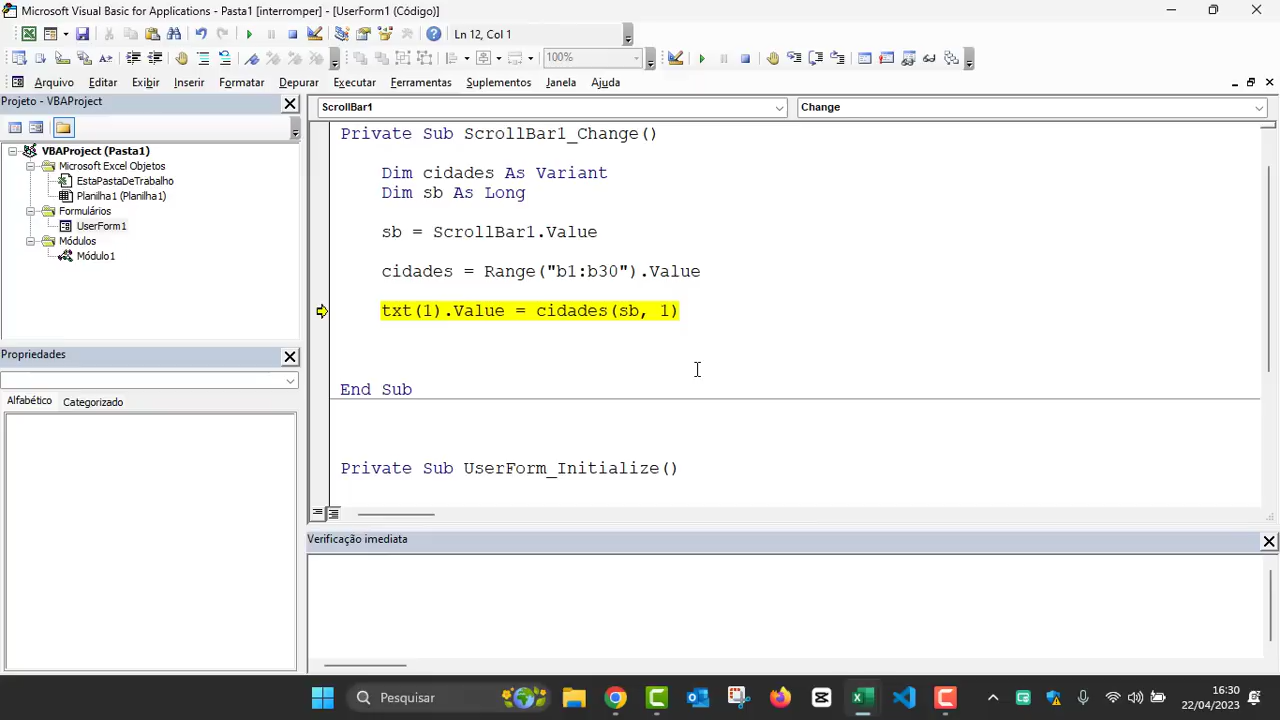 Microsoft Visual Basic for Applications - Pasta1 [interromper] - [UserForm1 (Código)]
Ln 12, Col 1
100%
Arquivo Editar Exibir Inserir Formatar Depurar Executar Ferramentas Suplementos Janela Ajuda
Projeto - VBAProject
VBAProject (Pasta1)
Microsoft Excel Objetos
EstaPastaDeTrabalho
Planilha1 (Planilha1)
Formulários
UserForm1
Módulos
Módulo1
Propriedades
Alfabético Categorizado
ScrollBar1 Change
Private Sub ScrollBar1_Change()
Dim cidades As Variant
Dim sb As Long
sb = ScrollBar1.Value
cidades = Range("b1:b30").Value
txt(1).Value = cidades(sb, 1)
End Sub
Private Sub UserForm_Initialize()
Verificação imediata
Pesquisar
16:30
22/04/2023